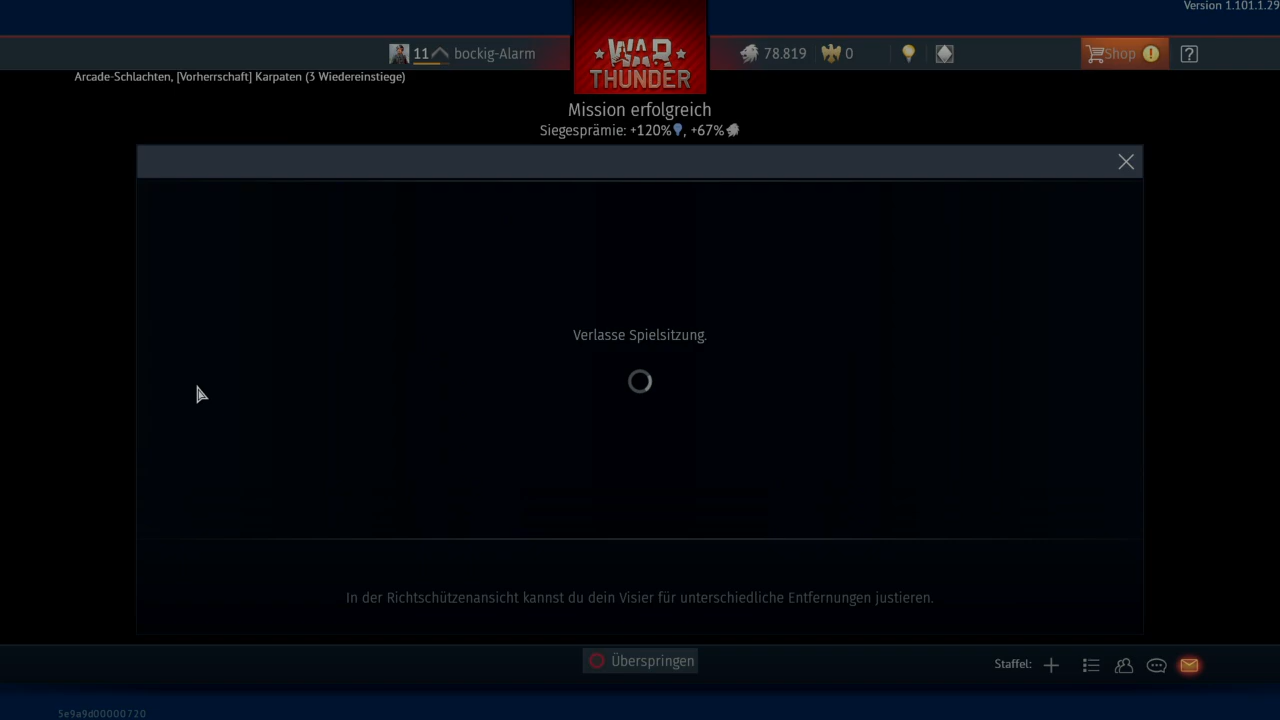 Version 1.101.1.29
11 bockig-Alarm
WAR
THUNDER
78.819
0
Shop
Arcade-Schlachten, [Vorherrschaft] Karpaten (3 Wiedereinstiege)
Mission erfolgreich
Siegesprämie: +120%, +67%
Verlasse Spielsitzung.
In der Richtschützenansicht kannst du dein Visier für unterschiedliche Entfernungen justieren.
Überspringen
Staffel:
5e9a9d00000720